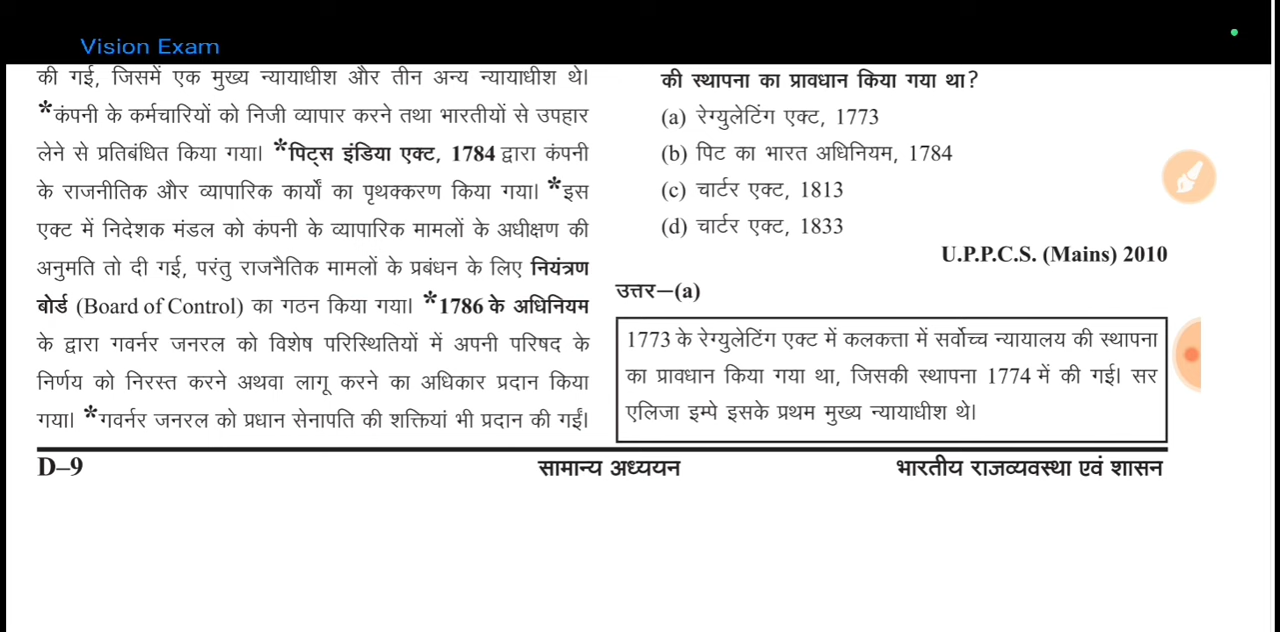 Vision Exam
की गई, जिसमें एक मुख्य न्यायाधीश और तीन अन्य न्यायाधीश थे।
*कंपनी के कर्मचारियों को निजी व्यापार करने तथा भारतीयों से उपहार
लेने से प्रतिबंधित किया गया। *पिट्स इंडिया एक्ट, 1784 द्वारा कंपनी
के राजनीतिक और व्यापारिक कार्यों का पृथक्करण किया गया। *इस
एक्ट में निदेशक मंडल को कंपनी के व्यापारिक मामलों के अधीक्षण की
अनुमति तो दी गई, परंतु राजनैतिक मामलों के प्रबंधन के लिए नियंत्रण
बोर्ड (Board of Control) का गठन किया गया। *1786 के अधिनियम
के द्वारा गवर्नर जनरल को विशेष परिस्थितियों में अपनी परिषद के
निर्णय को निरस्त करने अथवा लागू करने का अधिकार प्रदान किया
गया। *गवर्नर जनरल को प्रधान सेनापति की शक्तियां भी प्रदान की गईं।
की स्थापना का प्रावधान किया गया था?
(a) रेग्युलेटिंग एक्ट, 1773
(b) पिट का भारत अधिनियम, 1784
(c) चार्टर एक्ट, 1813
(d) चार्टर एक्ट, 1833
U.P.P.C.S. (Mains) 2010
उत्तर—(a)
1773 के रेग्युलेटिंग एक्ट में कलकत्ता में सर्वोच्च न्यायालय की स्थापना
का प्रावधान किया गया था, जिसकी स्थापना 1774 में की गई। सर
एलिजा इम्पे इसके प्रथम मुख्य न्यायाधीश थे।
D–9 सामान्य अध्ययन भारतीय राजव्यवस्था एवं शासन